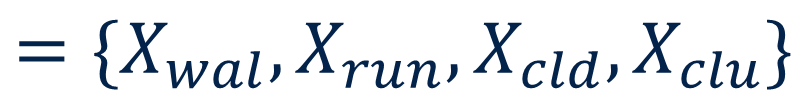 = {X_wal, X_run, X_cld, X_clu}